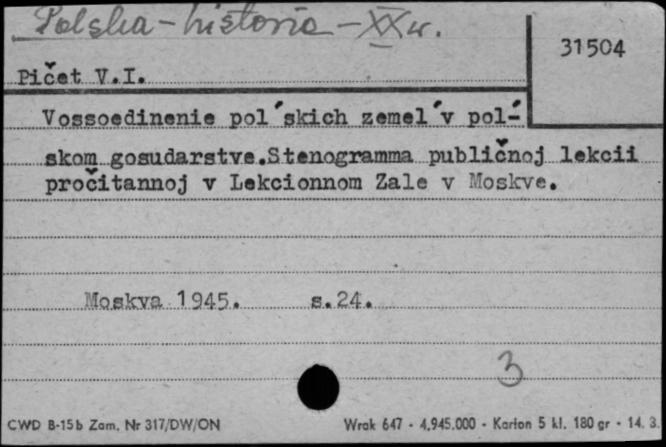 Polska - historia - XX w.
31504
Pičet V.I.
Vossoedinenie pol´skich zemel´v pol´-
skom gosudarstve.Stenogramma publičnoj lekcii
pročitannoj v Lekcionnom Zale v Moskve.
Moskva 1945. s.24.
3
CWD B-15b Zam. Nr 317/DW/ON Wrak 647 - 4.945.000 - Karton 5 kl. 180 gr - 14. 3.